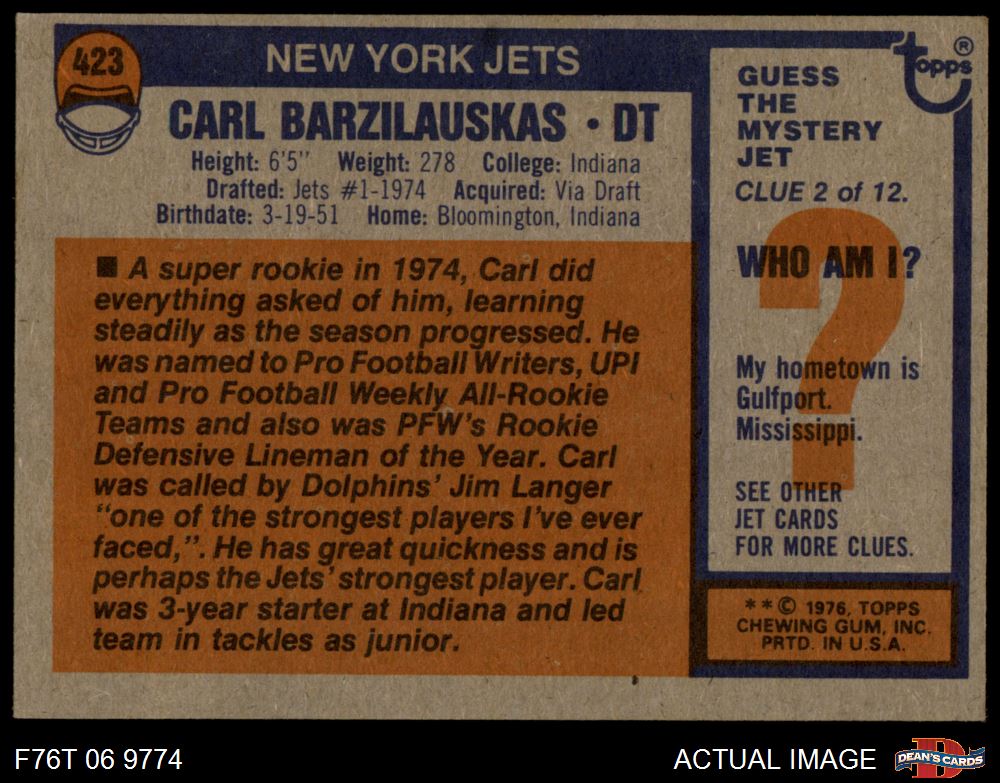 423
NEW YORK JETS
CARL BARZILAUSKAS • DT
Height: 6'5" Weight: 278 College: Indiana
Drafted: Jets #1-1974 Acquired: Via Draft
Birthdate: 3-19-51 Home: Bloomington, Indiana
■ A super rookie in 1974, Carl did
everything asked of him, learning
steadily as the season progressed. He
was named to Pro Football Writers, UPI
and Pro Football Weekly All-Rookie
Teams and also was PFW's Rookie
Defensive Lineman of the Year. Carl
was called by Dolphins' Jim Langer
"one of the strongest players I've ever
faced,". He has great quickness and is
perhaps the Jets' strongest player. Carl
was 3-year starter at Indiana and led
team in tackles as junior.
topps ®
GUESS
THE
MYSTERY
JET
CLUE 2 of 12.
?
WHO AM I?
My hometown is
Gulfport.
Mississippi.
SEE OTHER
JET CARDS
FOR MORE CLUES.
**© 1976, TOPPS
CHEWING GUM, INC.
PRTD. IN U.S.A.
F76T 06 9774
ACTUAL IMAGE
D
DEAN'S CARDS